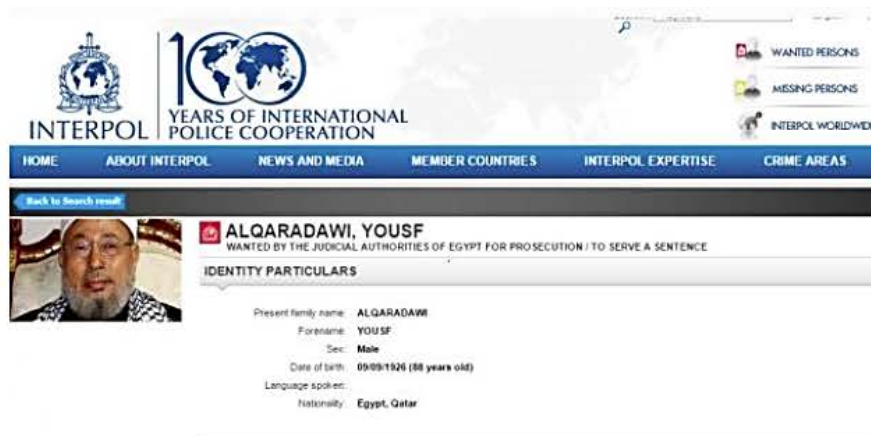 WANTED PERSONS
100
MISSING PERSONS
INTERPOL
YEARS OF INTERNATIONAL
POLICE COOPERATION
INTERPOL WORLDWID
HOME ABOUT INTERPOL NEWS AND MEDIA MEMBER COUNTRIES INTERPOL EXPERTISE CRIME AREAS
Back to Search result
ALQARADAWI, YOUSF
WANTED BY THE JUDICIAL AUTHORITIES OF EGYPT FOR PROSECUTION / TO SERVE A SENTENCE
IDENTITY PARTICULARS
Present family name: ALQARADAWI
Forename: YOUSF
Sex: Male
Date of birth: 09/09/1926 (88 years old)
Language spoken:
Nationality: Egypt, Qatar